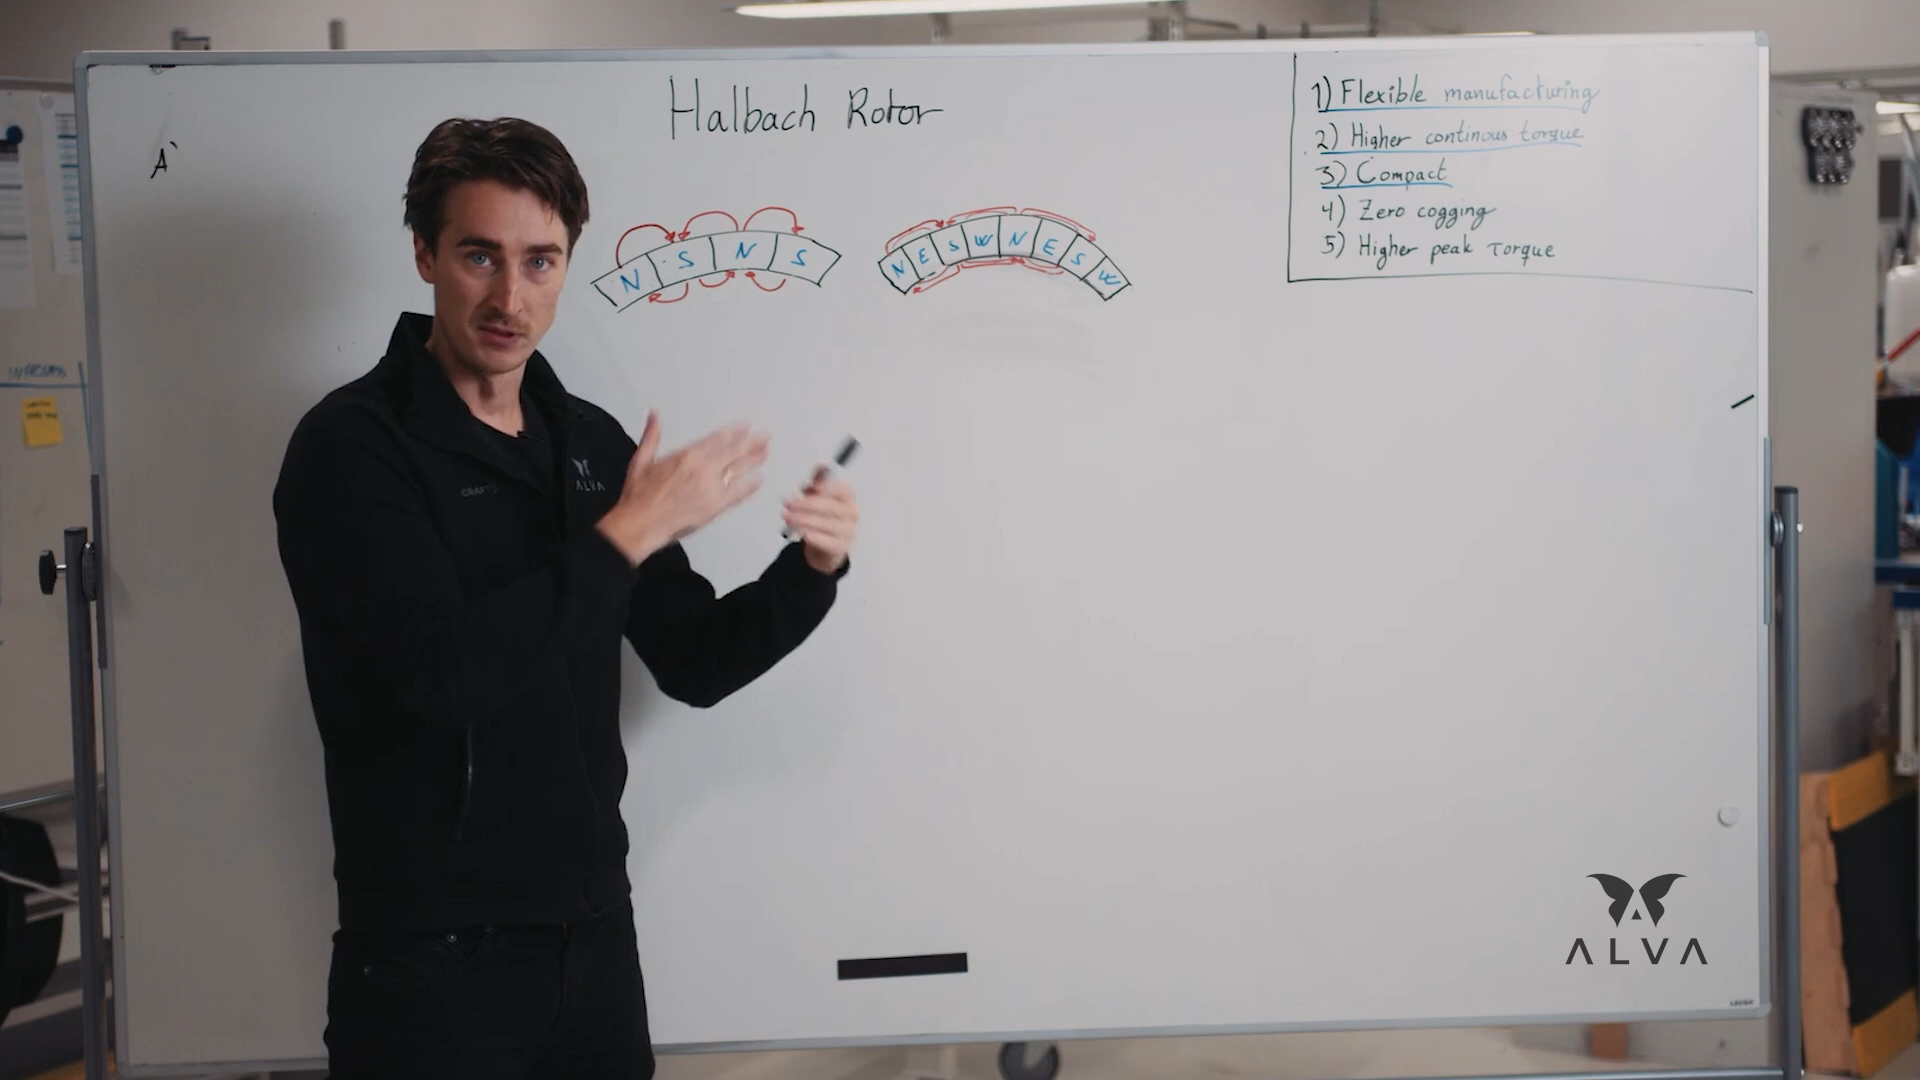 Halbach Rotor
1) Flexible manufacturing
2) Higher continous torque
3) Compact
4) Zero cogging
5) Higher peak torque
A
N S N S
N E S W N E S W
ALVA
CRAFT
ALVA